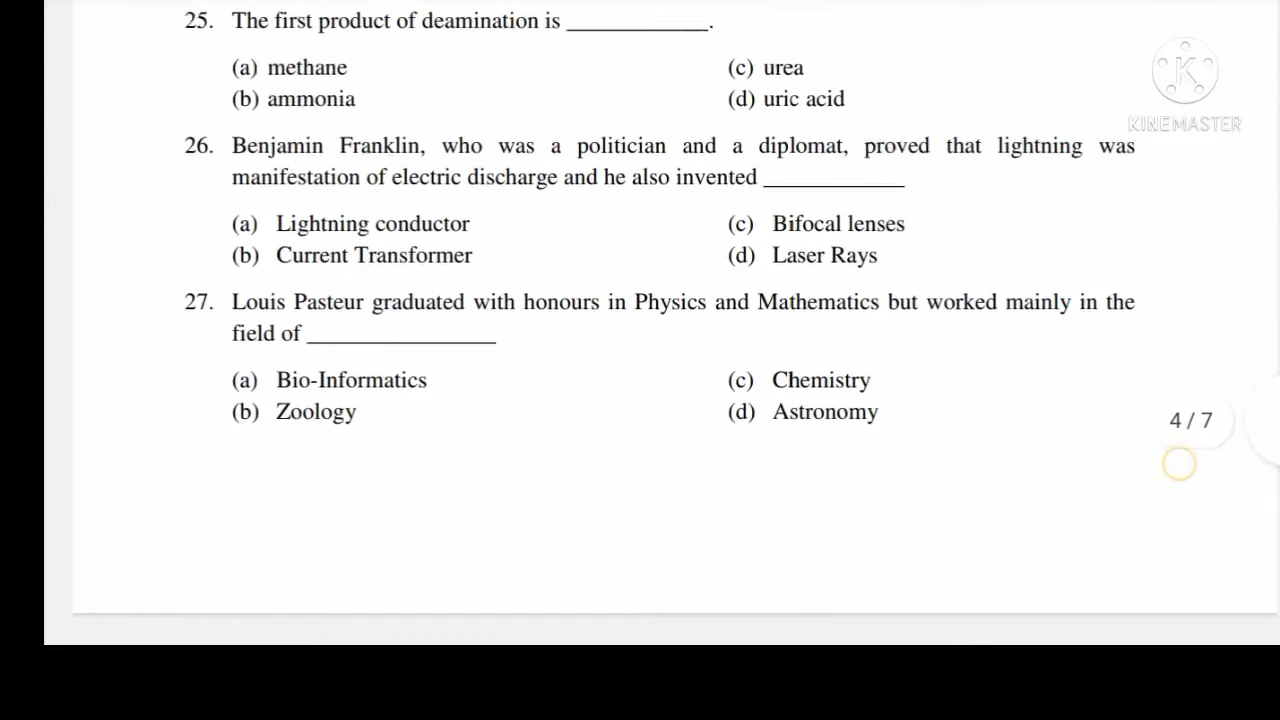 25. The first product of deamination is ____________.
(a) methane
(c) urea
(b) ammonia
(d) uric acid
KINEMASTER
26. Benjamin Franklin, who was a politician and a diplomat, proved that lightning was
manifestation of electric discharge and he also invented ____________
(a) Lightning conductor
(c) Bifocal lenses
(b) Current Transformer
(d) Laser Rays
27. Louis Pasteur graduated with honours in Physics and Mathematics but worked mainly in the
field of ________________
(a) Bio-Informatics
(c) Chemistry
(b) Zoology
(d) Astronomy
4 / 7